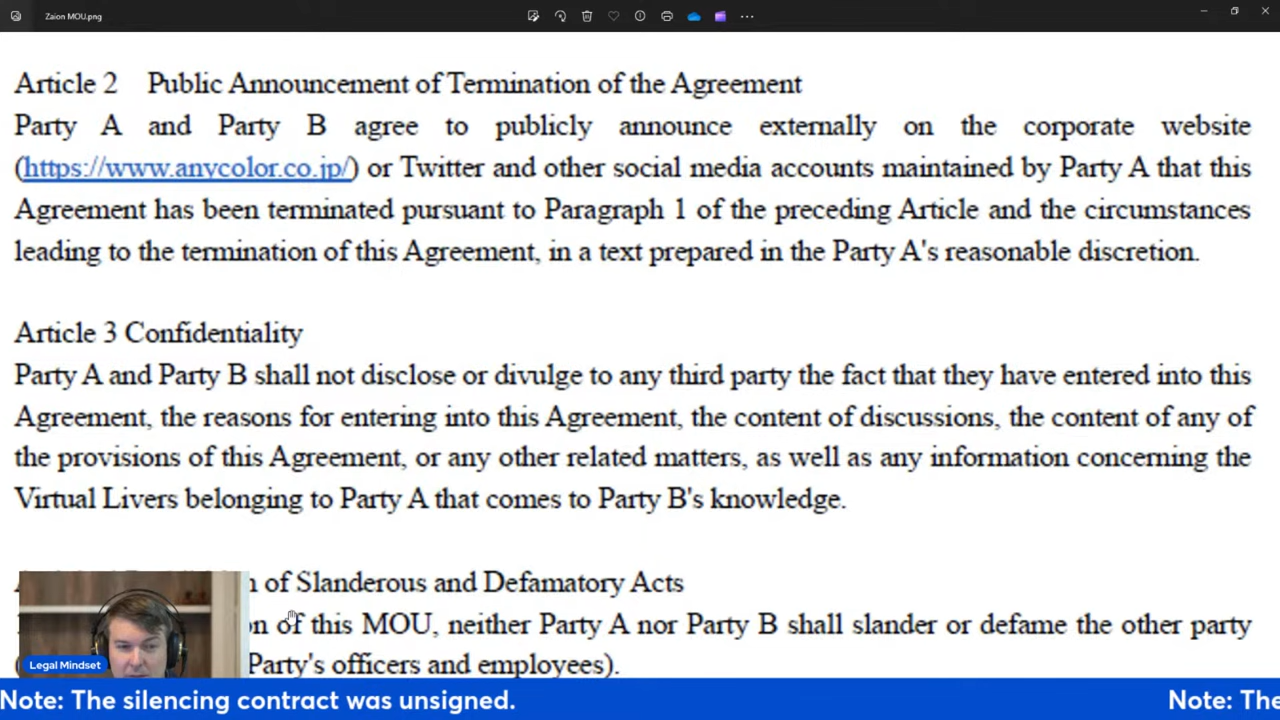 Zaion MOU.png
Article 2 Public Announcement of Termination of the Agreement
Party A and Party B agree to publicly announce externally on the corporate website
(https://www.anycolor.co.jp/) or Twitter and other social media accounts maintained by Party A that this
Agreement has been terminated pursuant to Paragraph 1 of the preceding Article and the circumstances
leading to the termination of this Agreement, in a text prepared in the Party A's reasonable discretion.
Article 3 Confidentiality
Party A and Party B shall not disclose or divulge to any third party the fact that they have entered into this
Agreement, the reasons for entering into this Agreement, the content of discussions, the content of any of
the provisions of this Agreement, or any other related matters, as well as any information concerning the
Virtual Livers belonging to Party A that comes to Party B's knowledge.
of Slanderous and Defamatory Acts
of this MOU, neither Party A nor Party B shall slander or defame the other party
Party's officers and employees).
Legal Mindset
Note: The silencing contract was unsigned. Note: The